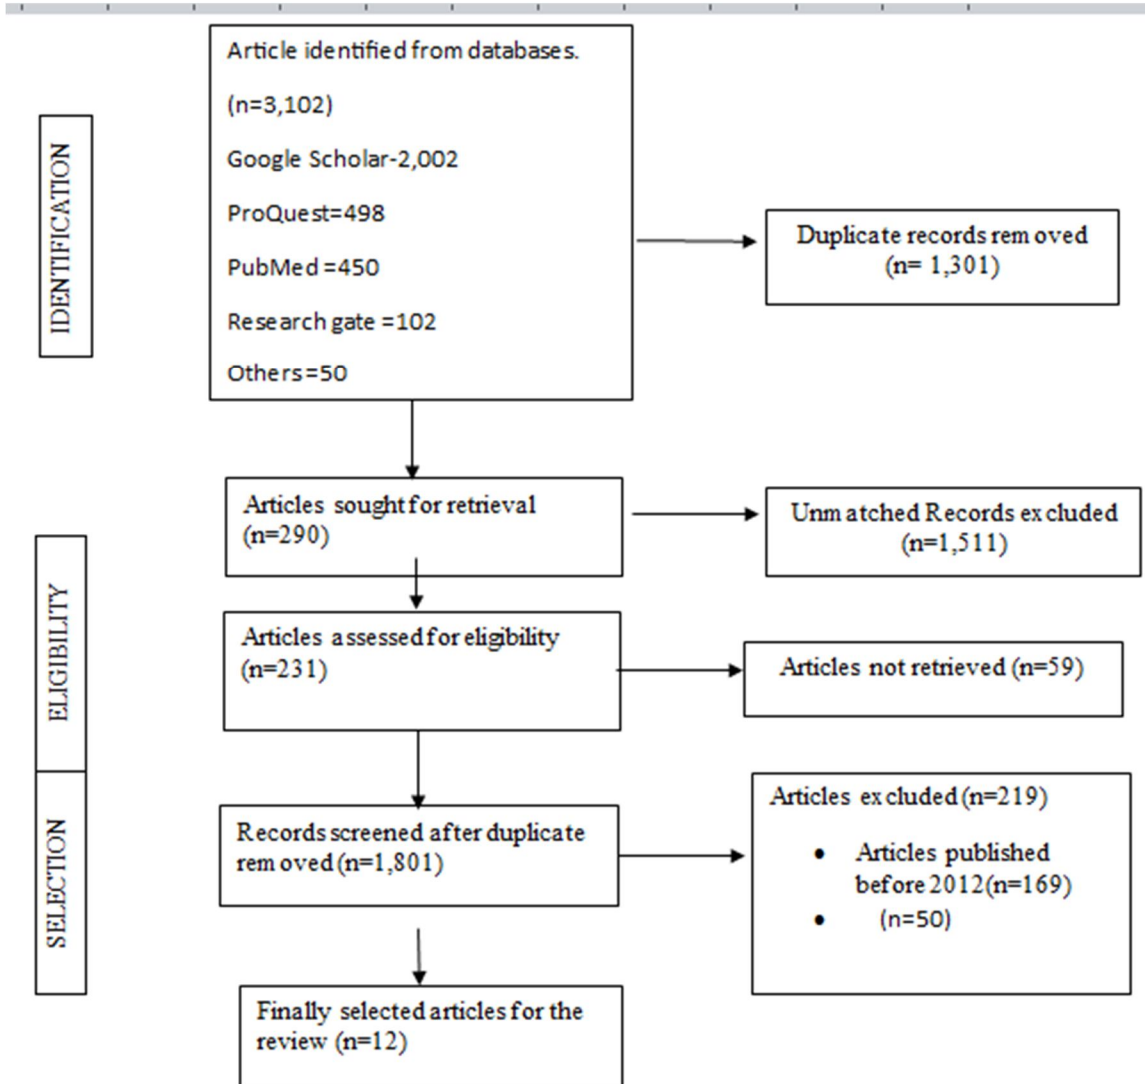 Article identified from databases.
(n=3,102)
Google Scholar-2,002
ProQuest=498
PubMed =450
Research gate =102
Others=50
IDENTIFICATION
Duplicate records removed
(n= 1,301)
Articles sought for retrieval
(n=290)
Unmatched Records excluded
(n=1,511)
ELIGIBILITY
Articles assessed for eligibility
(n=231)
Articles not retrieved (n=59)
SELECTION
Records screened after duplicate
removed (n=1,801)
Articles excluded (n=219)
• Articles published
before 2012(n=169)
• (n=50)
Finally selected articles for the
review (n=12)